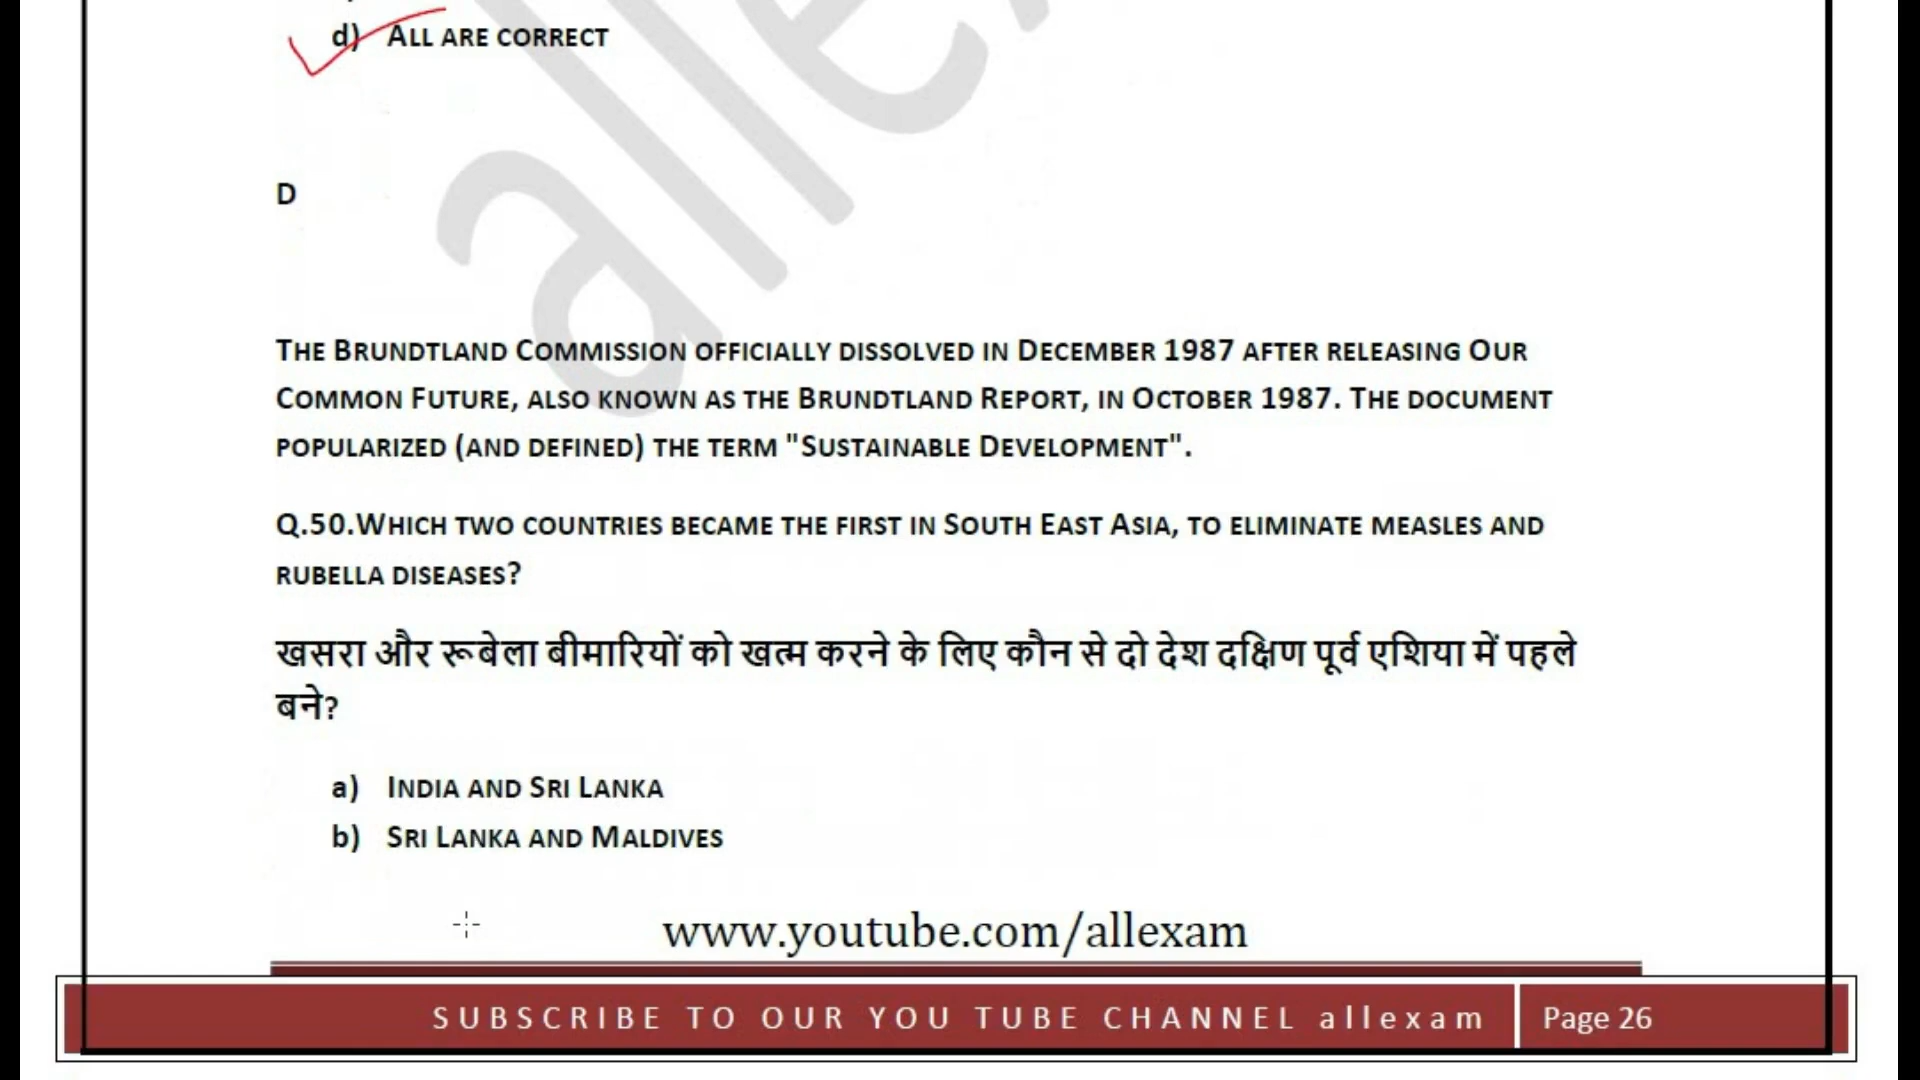 d) ALL ARE CORRECT
D
THE BRUNDTLAND COMMISSION OFFICIALLY DISSOLVED IN DECEMBER 1987 AFTER RELEASING OUR
COMMON FUTURE, ALSO KNOWN AS THE BRUNDTLAND REPORT, IN OCTOBER 1987. THE DOCUMENT
POPULARIZED (AND DEFINED) THE TERM "SUSTAINABLE DEVELOPMENT".
Q.50.WHICH TWO COUNTRIES BECAME THE FIRST IN SOUTH EAST ASIA, TO ELIMINATE MEASLES AND
RUBELLA DISEASES?
खसरा और रूबेला बीमारियों को खत्म करने के लिए कौन से दो देश दक्षिण पूर्व एशिया में पहले
बने?
a) INDIA AND SRI LANKA
b) SRI LANKA AND MALDIVES
www.youtube.com/allexam
SUBSCRIBE TO OUR YOU TUBE CHANNEL allexam Page 26